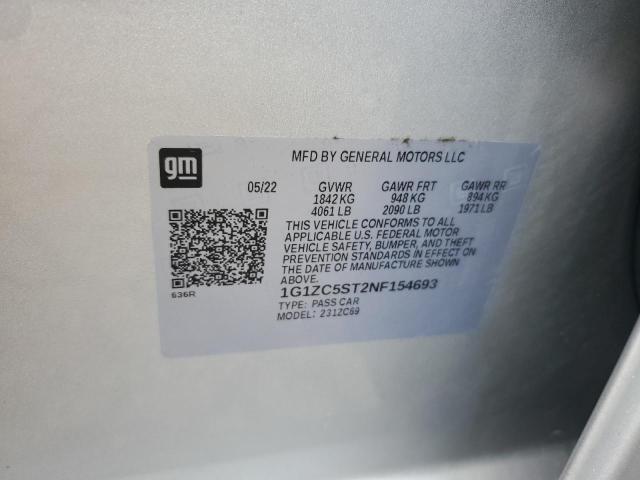 gm
MFD BY GENERAL MOTORS LLC
05/22 GVWR GAWR FRT GAWR RR
1842 KG 948 KG 894 KG
4061 LB 2090 LB 1971 LB
THIS VEHICLE CONFORMS TO ALL
APPLICABLE U.S. FEDERAL MOTOR
VEHICLE SAFETY, BUMPER, AND THEFT
PREVENTION STANDARDS IN EFFECT ON
THE DATE OF MANUFACTURE SHOWN
ABOVE.
636R
1G1ZC5ST2NF154693
TYPE: PASS CAR
MODEL: 231ZC69